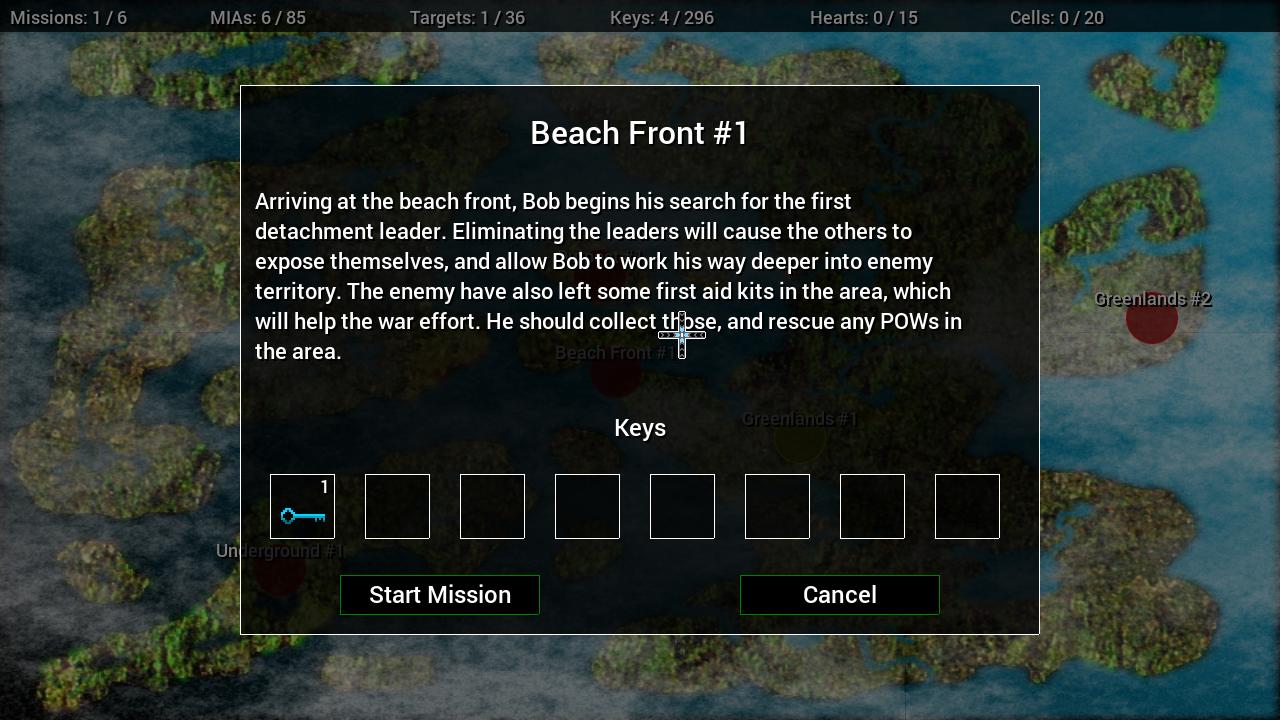 Missions: 1 / 6 MIAs: 6 / 85 Targets: 1 / 36 Keys: 4 / 296 Hearts: 0 / 15 Cells: 0 / 20
Beach Front #1
Arriving at the beach front, Bob begins his search for the first
detachment leader. Eliminating the leaders will cause the others to
expose themselves, and allow Bob to work his way deeper into enemy
territory. The enemy have also left some first aid kits in the area, which
will help the war effort. He should collect those, and rescue any POWs in
the area.
Greenlands #2
Beach Front #1
Greenlands #1
Keys
1
Underground #1
Start Mission Cancel